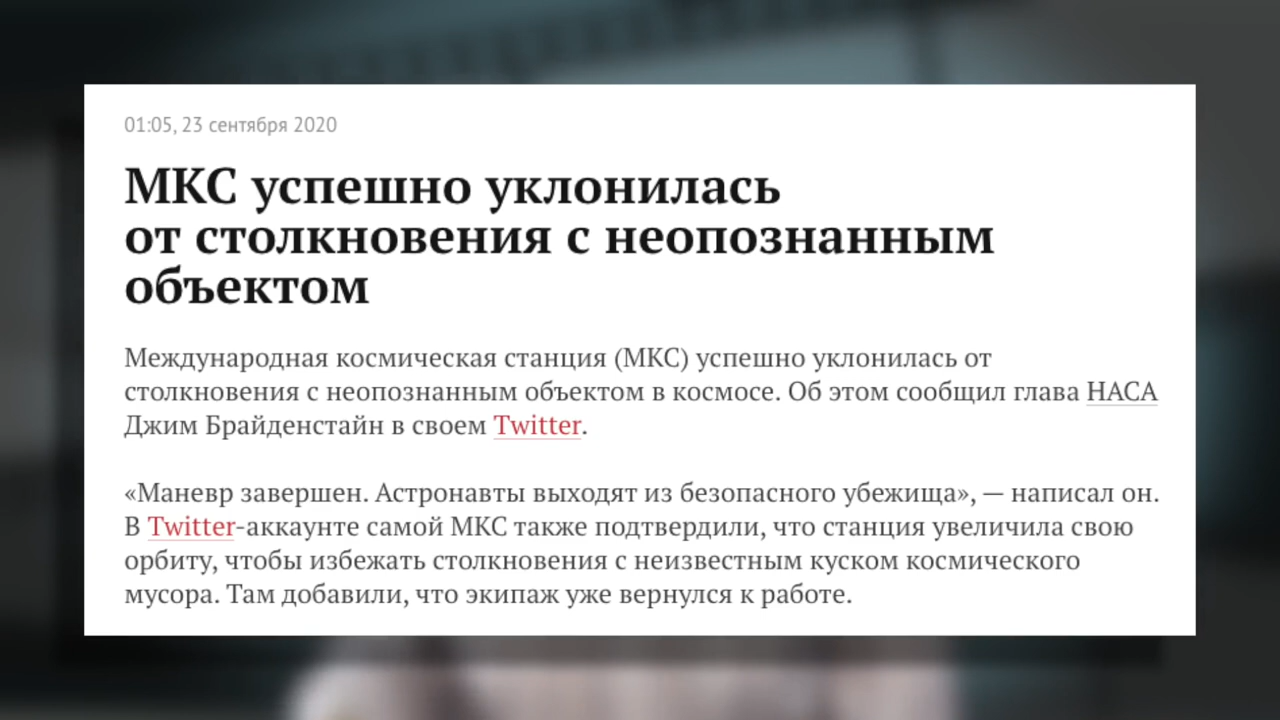 01:05, 23 сентября 2020
МКС успешно уклонилась
от столкновения с неопознанным
объектом
Международная космическая станция (МКС) успешно уклонилась от
столкновения с неопознанным объектом в космосе. Об этом сообщил глава НАСА
Джим Брайденстайн в своем Twitter.
«Маневр завершен. Астронавты выходят из безопасного убежища», — написал он.
В Twitter-аккаунте самой МКС также подтвердили, что станция увеличила свою
орбиту, чтобы избежать столкновения с неизвестным куском космического
мусора. Там добавили, что экипаж уже вернулся к работе.